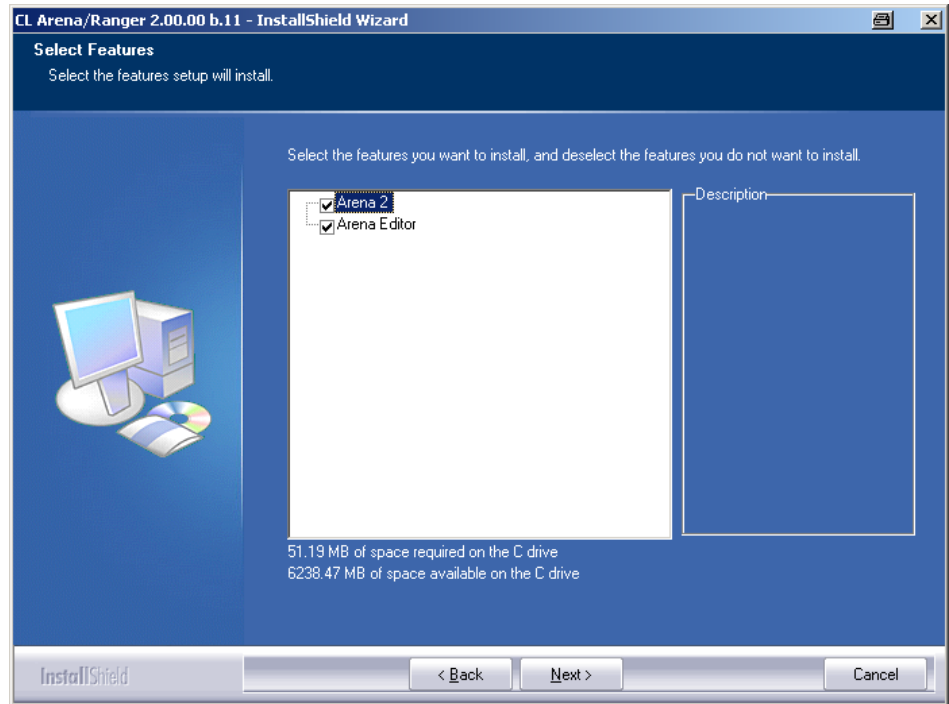 CL Arena/Ranger 2.00.00 b.11 - InstallShield Wizard
Select Features
Select the features setup will install.
Select the features you want to install, and deselect the features you do not want to install.
Arena 2
Arena Editor
Description
51.19 MB of space required on the C drive
6238.47 MB of space available on the C drive
InstallShield
< Back
Next >
Cancel